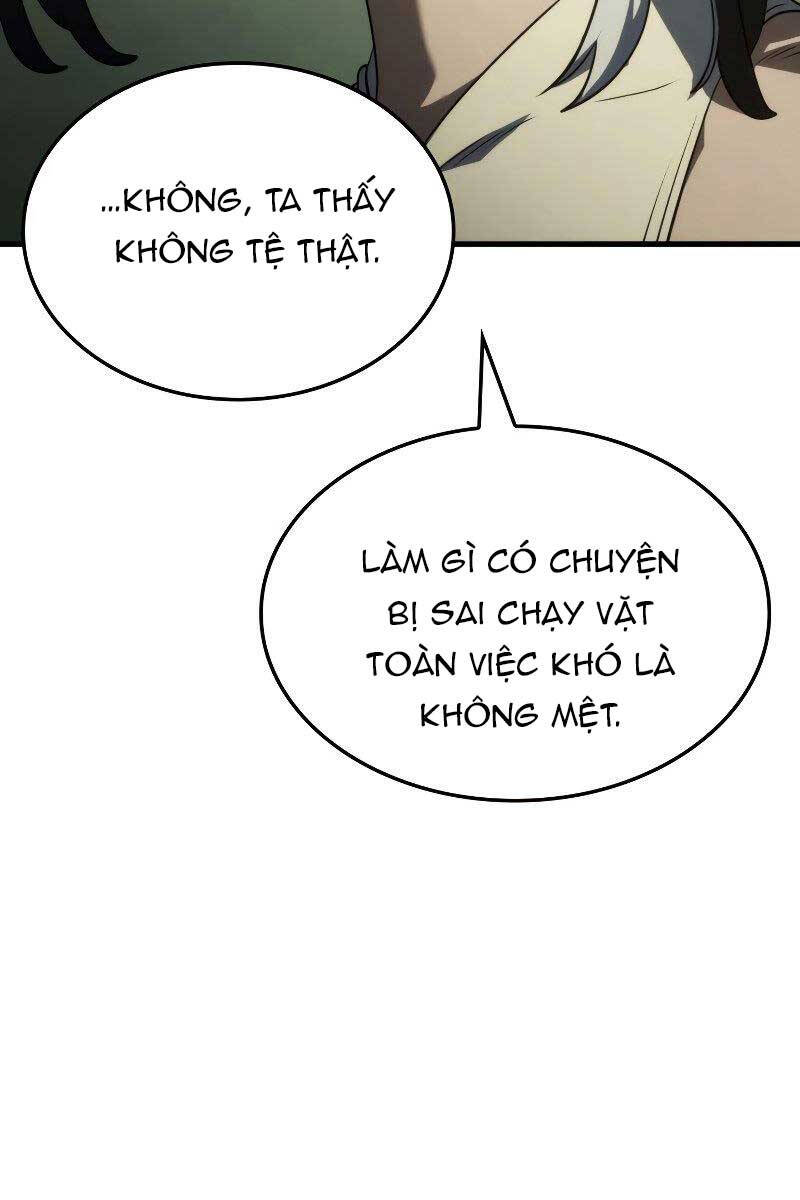 ...KHÔNG, TA THẤY
KHÔNG TỆ THẬT.
LÀM GÌ CÓ CHUYỆN
BỊ SAI CHẠY VẶT
TOÀN VIỆC KHÓ LÀ
KHÔNG MỆT.